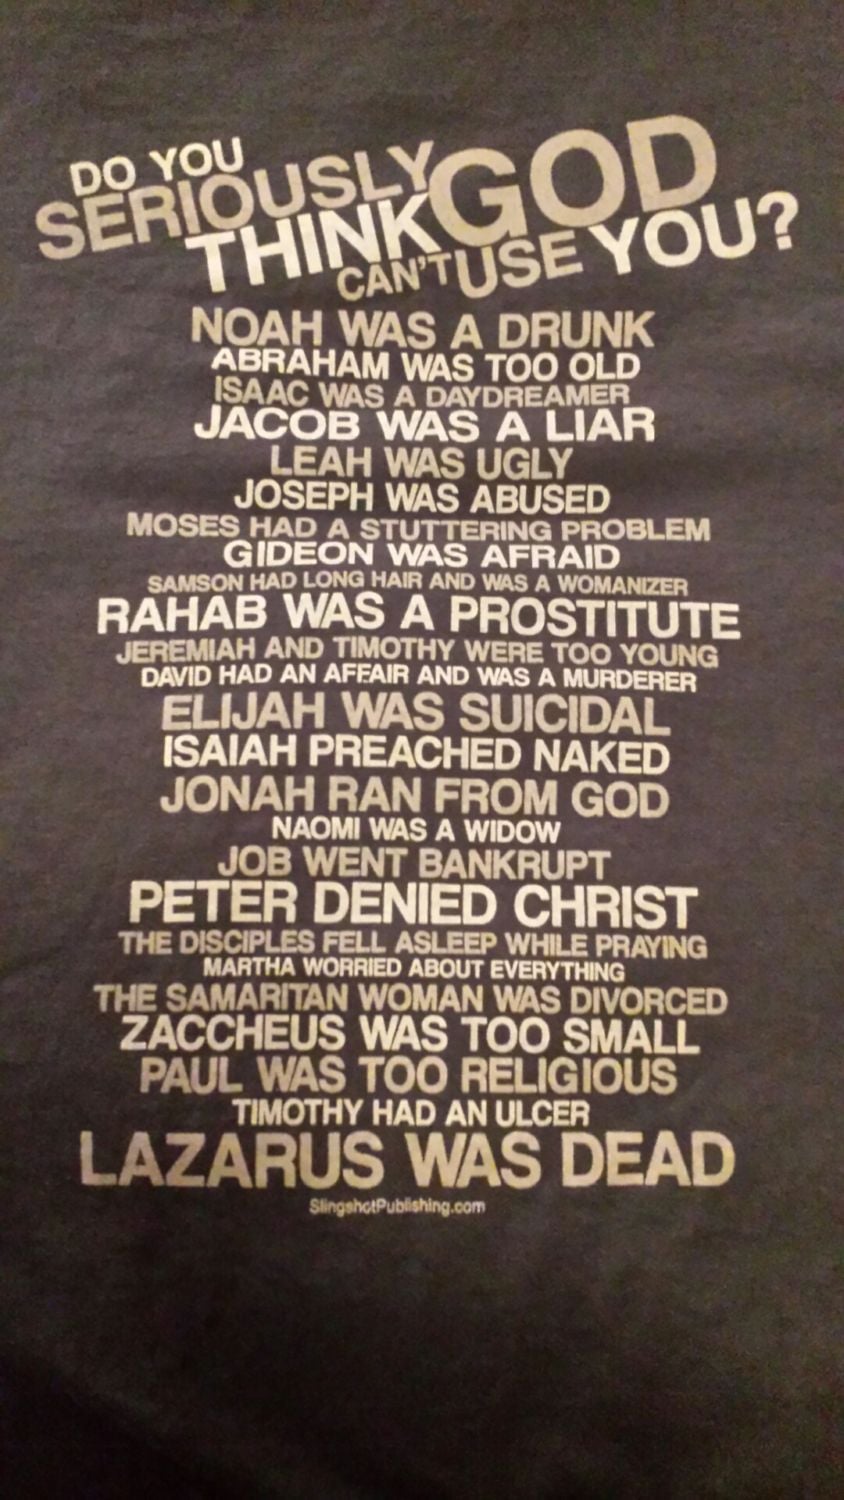 DO YOU
SERIOUSLY
THINK GOD
CAN'T USE YOU?
NOAH WAS A DRUNK
ABRAHAM WAS TOO OLD
ISAAC WAS A DAYDREAMER
JACOB WAS A LIAR
LEAH WAS UGLY
JOSEPH WAS ABUSED
MOSES HAD A STUTTERING PROBLEM
GIDEON WAS AFRAID
SAMSON HAD LONG HAIR AND WAS A WOMANIZER
RAHAB WAS A PROSTITUTE
JEREMIAH AND TIMOTHY WERE TOO YOUNG
DAVID HAD AN AFFAIR AND WAS A MURDERER
ELIJAH WAS SUICIDAL
ISAIAH PREACHED NAKED
JONAH RAN FROM GOD
NAOMI WAS A WIDOW
JOB WENT BANKRUPT
PETER DENIED CHRIST
THE DISCIPLES FELL ASLEEP WHILE PRAYING
MARTHA WORRIED ABOUT EVERYTHING
THE SAMARITAN WOMAN WAS DIVORCED
ZACCHEUS WAS TOO SMALL
PAUL WAS TOO RELIGIOUS
TIMOTHY HAD AN ULCER
LAZARUS WAS DEAD
SlingshotPublishing.com